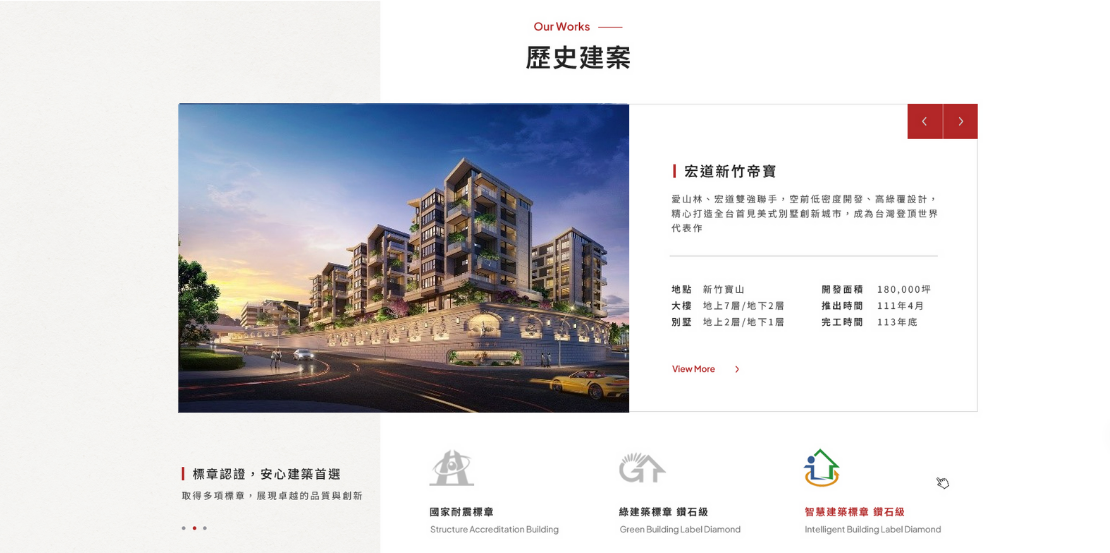 Our Works
歷史建案
宏道新竹帝寶
愛山林、宏道雙強聯手，空前低密度開發、高綠覆設計，
精心打造全台首見美式別墅創新城市，成為台灣登頂世界
代表作
地點 新竹寶山
開發面積 180,000坪
大樓 地上7層/地下2層
推出時間 111年4月
別墅 地上2層/地下1層
完工時間 113年底
View More
標章認證，安心建築首選
取得多項標章，展現卓越的品質與創新
國家耐震標章
Structure Accreditation Building
綠建築標章 鑽石級
Green Building Label Diamond
智慧建築標章 鑽石級
Intelligent Building Label Diamond